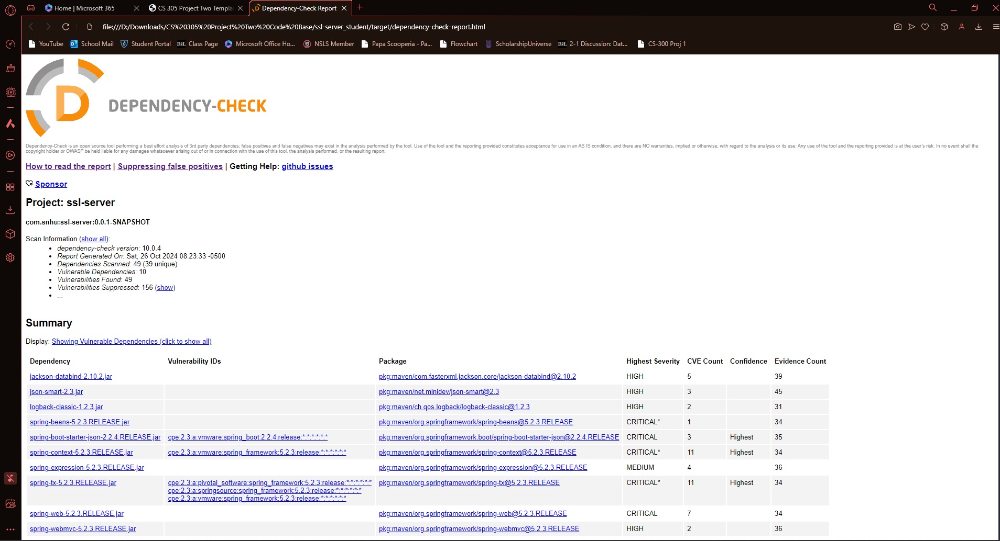 Home | Microsoft 365
CS 305 Project Two Templa
Dependency-Check Report
file:///D:/Downloads/CS%20305%20Project%20Two%20Code%20Base/ssl-server_student/target/dependency-check-report.html
YouTube School Mail Student Portal D2L Class Page Microsoft Office Ho... NSLS Member Papa Scooperia - Pa... Flowchart ScholarshipUniverse D2L 2-1 Discussion: Dat... CS-300 Proj 1
D DEPENDENCY-CHECK
Dependency-Check is an open source tool performing a best effort analysis of 3rd party dependencies; false positives and false negatives may exist in the analysis performed by the tool. Use of the tool and the reporting provided constitutes acceptance for use in an AS IS condition, and there are NO warranties, implied or otherwise, with regard to the analysis or its use. Any use of the tool and the reporting provided is at the user's risk. In no event shall the
copyright holder or OWASP be held liable for any damages whatsoever arising out of or in connection with the use of this tool, the analysis performed, or the resulting report.
How to read the report | Suppressing false positives | Getting Help: github issues
Sponsor
Project: ssl-server
com.snhu:ssl-server:0.0.1-SNAPSHOT
Scan Information (show all):
• dependency-check version: 10.0.4
• Report Generated On: Sat, 26 Oct 2024 08:23:33 -0500
• Dependencies Scanned: 49 (39 unique)
• Vulnerable Dependencies: 10
• Vulnerabilities Found: 49
• Vulnerabilities Suppressed: 156 (show)
• ...
Summary
Display: Showing Vulnerable Dependencies (click to show all)
Dependency Vulnerability IDs Package Highest Severity CVE Count Confidence Evidence Count
jackson-databind-2.10.2.jar pkg:maven/com.fasterxml.jackson.core/jackson-databind@2.10.2 HIGH 5 39
json-smart-2.3.jar pkg:maven/net.minidev/json-smart@2.3 HIGH 3 45
logback-classic-1.2.3.jar pkg:maven/ch.qos.logback/logback-classic@1.2.3 HIGH 2 31
spring-beans-5.2.3.RELEASE.jar pkg:maven/org.springframework/spring-beans@5.2.3.RELEASE CRITICAL* 1 34
spring-boot-starter-json-2.2.4.RELEASE.jar cpe:2.3:a:vmware:spring_boot:2.2.4:release:*:*:*:*:*:* pkg:maven/org.springframework.boot/spring-boot-starter-json@2.2.4.RELEASE CRITICAL 3 Highest 35
spring-context-5.2.3.RELEASE.jar cpe:2.3:a:vmware:spring_framework:5.2.3:release:*:*:*:*:*:* pkg:maven/org.springframework/spring-context@5.2.3.RELEASE CRITICAL* 11 Highest 34
spring-expression-5.2.3.RELEASE.jar pkg:maven/org.springframework/spring-expression@5.2.3.RELEASE MEDIUM 4 36
spring-tx-5.2.3.RELEASE.jar cpe:2.3:a:pivotal_software:spring_framework:5.2.3:release:*:*:*:*:*:* pkg:maven/org.springframework/spring-tx@5.2.3.RELEASE CRITICAL* 11 Highest 34
cpe:2.3:a:springsource:spring_framework:5.2.3:release:*:*:*:*:*:*
cpe:2.3:a:vmware:spring_framework:5.2.3:release:*:*:*:*:*:*
spring-web-5.2.3.RELEASE.jar pkg:maven/org.springframework/spring-web@5.2.3.RELEASE CRITICAL 7 34
spring-webmvc-5.2.3.RELEASE.jar pkg:maven/org.springframework/spring-webmvc@5.2.3.RELEASE HIGH 2 36